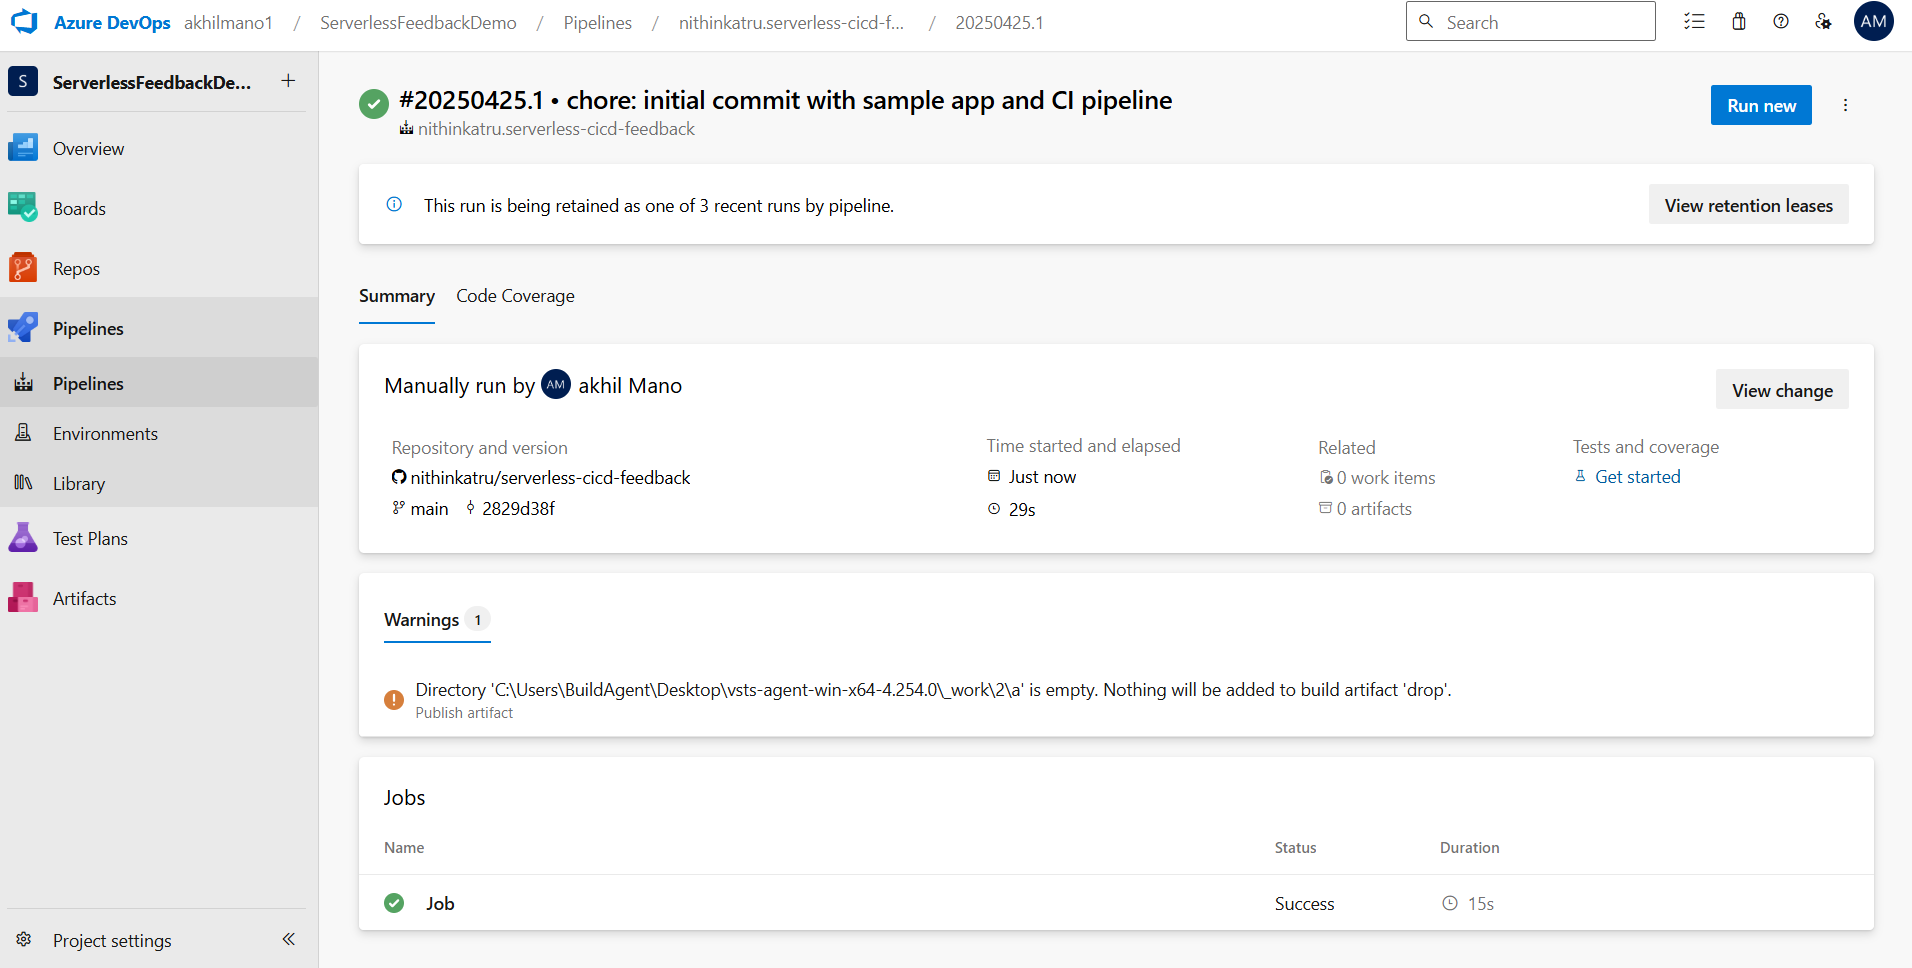 Azure DevOps akhilmano1 / ServerlessFeedbackDemo / Pipelines / nithinkatru.serverless-cicd-f... / 20250425.1
Search
AM
S ServerlessFeedbackDe... +
Overview
Boards
Repos
Pipelines
Pipelines
Environments
Library
Test Plans
Artifacts
Project settings
#20250425.1 • chore: initial commit with sample app and CI pipeline
nithinkatru.serverless-cicd-feedback
Run new
This run is being retained as one of 3 recent runs by pipeline.
View retention leases
Summary Code Coverage
Manually run by AM akhil Mano
View change
Repository and version
nithinkatru/serverless-cicd-feedback
main 2829d38f
Time started and elapsed
Just now
29s
Related
0 work items
0 artifacts
Tests and coverage
Get started
Warnings 1
Directory 'C:\Users\BuildAgent\Desktop\vsts-agent-win-x64-4.254.0\_work\2\a' is empty. Nothing will be added to build artifact 'drop'.
Publish artifact
Jobs
Name Status Duration
Job Success 15s